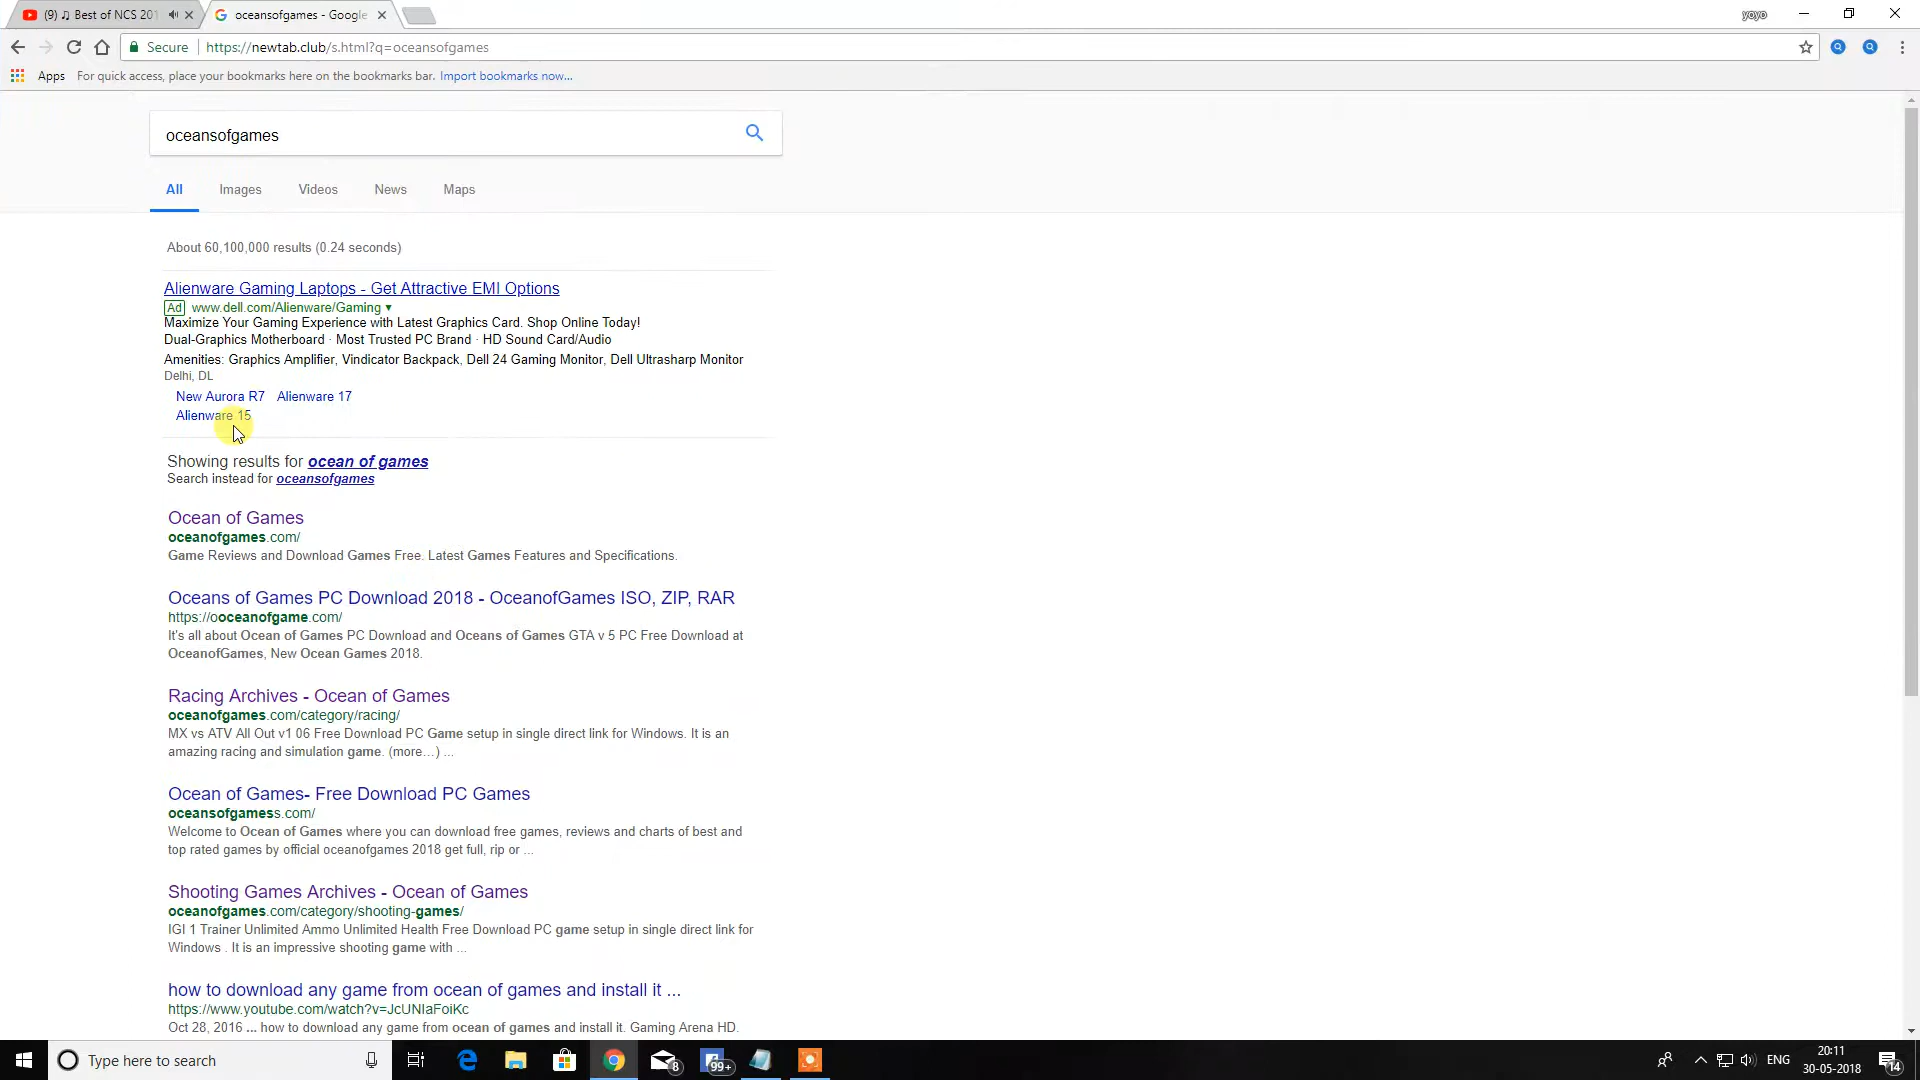 (9) ♫ Best of NCS 201
oceansofgames - Google
yoyo
Secure
https://newtab.club/s.html?q=oceansofgames
Apps
For quick access, place your bookmarks here on the bookmarks bar. Import bookmarks now...
oceansofgames
All Images Videos News Maps
About 60,100,000 results (0.24 seconds)
Alienware Gaming Laptops - Get Attractive EMI Options
Ad www.dell.com/Alienware/Gaming ▾
Maximize Your Gaming Experience with Latest Graphics Card. Shop Online Today!
Dual-Graphics Motherboard · Most Trusted PC Brand · HD Sound Card/Audio
Amenities: Graphics Amplifier, Vindicator Backpack, Dell 24 Gaming Monitor, Dell Ultrasharp Monitor
Delhi, DL
New Aurora R7 Alienware 17
Alienware 15
Showing results for ocean of games
Search instead for oceansofgames
Ocean of Games
oceanofgames.com/
Game Reviews and Download Games Free. Latest Games Features and Specifications.
Oceans of Games PC Download 2018 - OceanofGames ISO, ZIP, RAR
https://ooceanofgame.com/
It's all about Ocean of Games PC Download and Oceans of Games GTA v 5 PC Free Download at
OceanofGames, New Ocean Games 2018.
Racing Archives - Ocean of Games
oceanofgames.com/category/racing/
MX vs ATV All Out v1 06 Free Download PC Game setup in single direct link for Windows. It is an
amazing racing and simulation game. (more…) ...
Ocean of Games- Free Download PC Games
oceansofgamess.com/
Welcome to Ocean of Games where you can download free games, reviews and charts of best and
top rated games by official oceanofgames 2018 get full, rip or ...
Shooting Games Archives - Ocean of Games
oceanofgames.com/category/shooting-games/
IGI 1 Trainer Unlimited Ammo Unlimited Health Free Download PC game setup in single direct link for
Windows . It is an impressive shooting game with ...
how to download any game from ocean of games and install it ...
https://www.youtube.com/watch?v=JcUNIaFoiKc
Oct 28, 2016 ... how to download any game from ocean of games and install it. Gaming Arena HD.
Type here to search
8
99+
ENG
20:11
30-05-2018
14